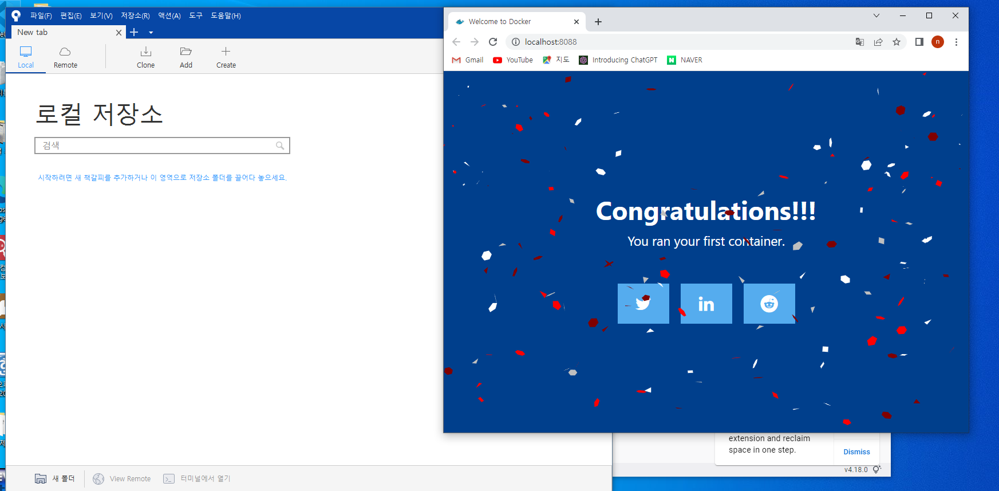 파일(F) 편집(E) 보기(V) 저장소(R) 액션(A) 도구 도움말(H)
New tab
Local Remote Clone Add Create
로컬 저장소
검색
시작하려면 새 책갈피를 추가하거나 이 영역으로 저장소 폴더를 끌어다 놓으세요.
새 폴더 View Remote 터미널에서 열기
Welcome to Docker
localhost:8088
n
Gmail YouTube 지도 Introducing ChatGPT NAVER
Congratulations!!!
You ran your first container.
in
extension and reclaim
space in one step.
Dismiss
v4.18.0